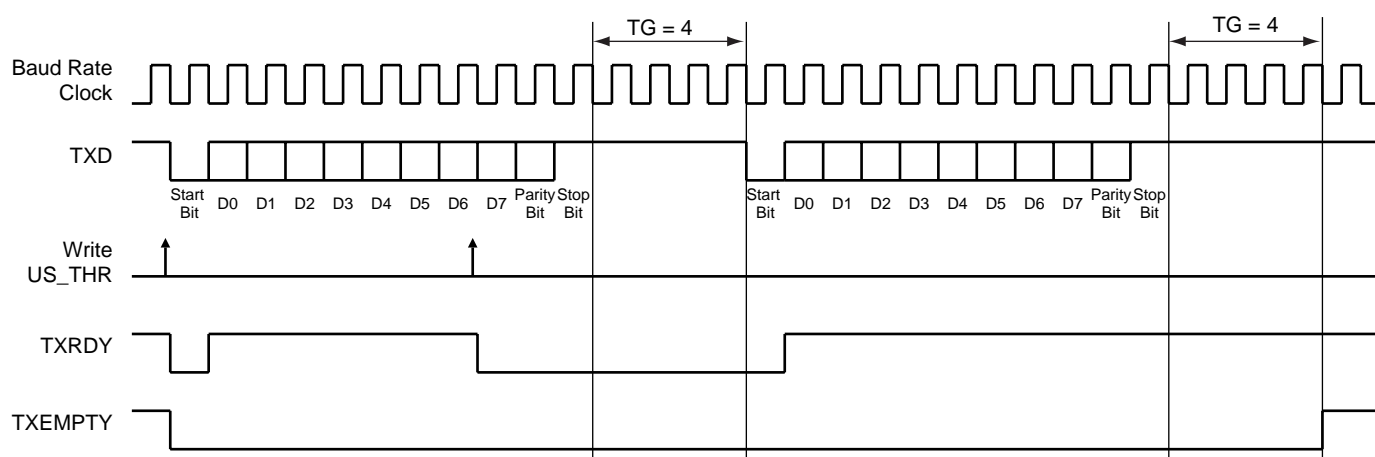 TG = 4
TG = 4
Baud Rate
Clock
TXD
Start
Bit
D0
D1
D2
D3
D4
D5
D6
D7
Parity
Bit
Stop
Bit
Start
Bit
D0
D1
D2
D3
D4
D5
D6
D7
Parity
Bit
Stop
Bit
Write
US_THR
TXRDY
TXEMPTY